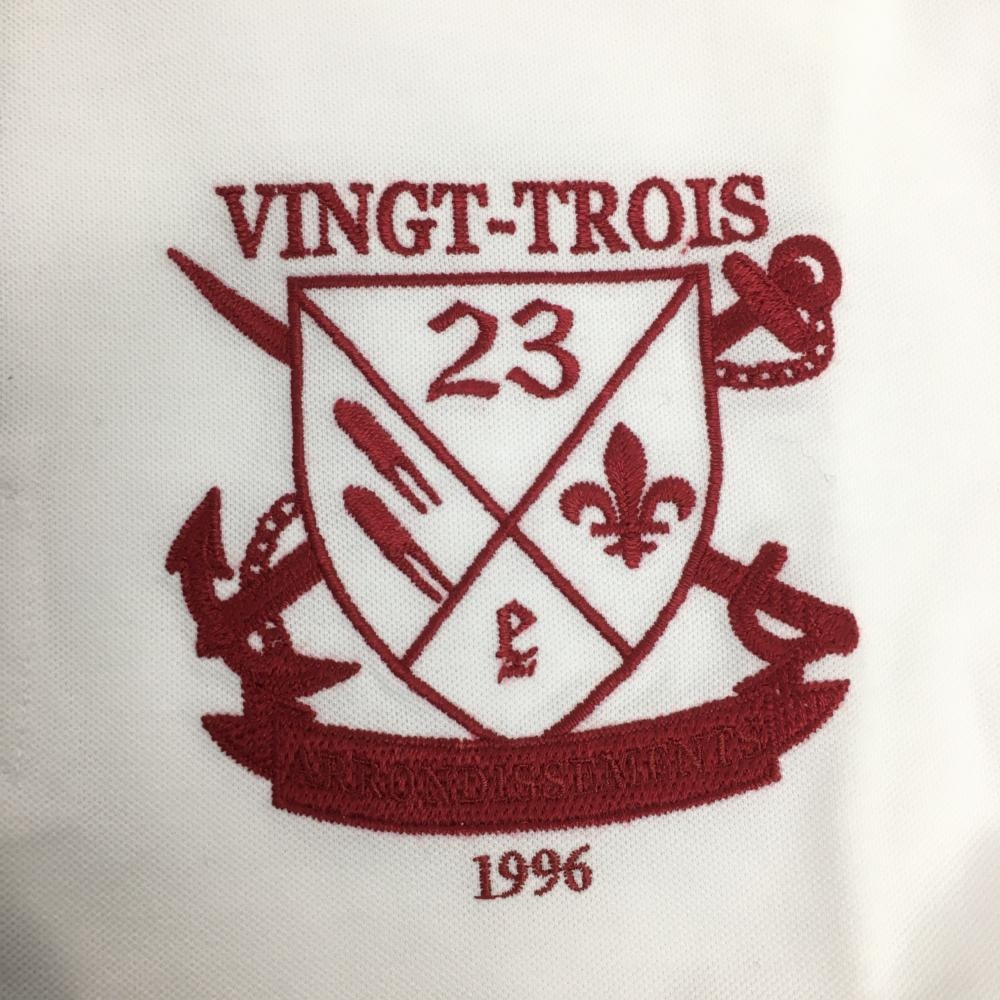 VINGT-TROIS
23
e
ARRONDISSEMENTS
1996